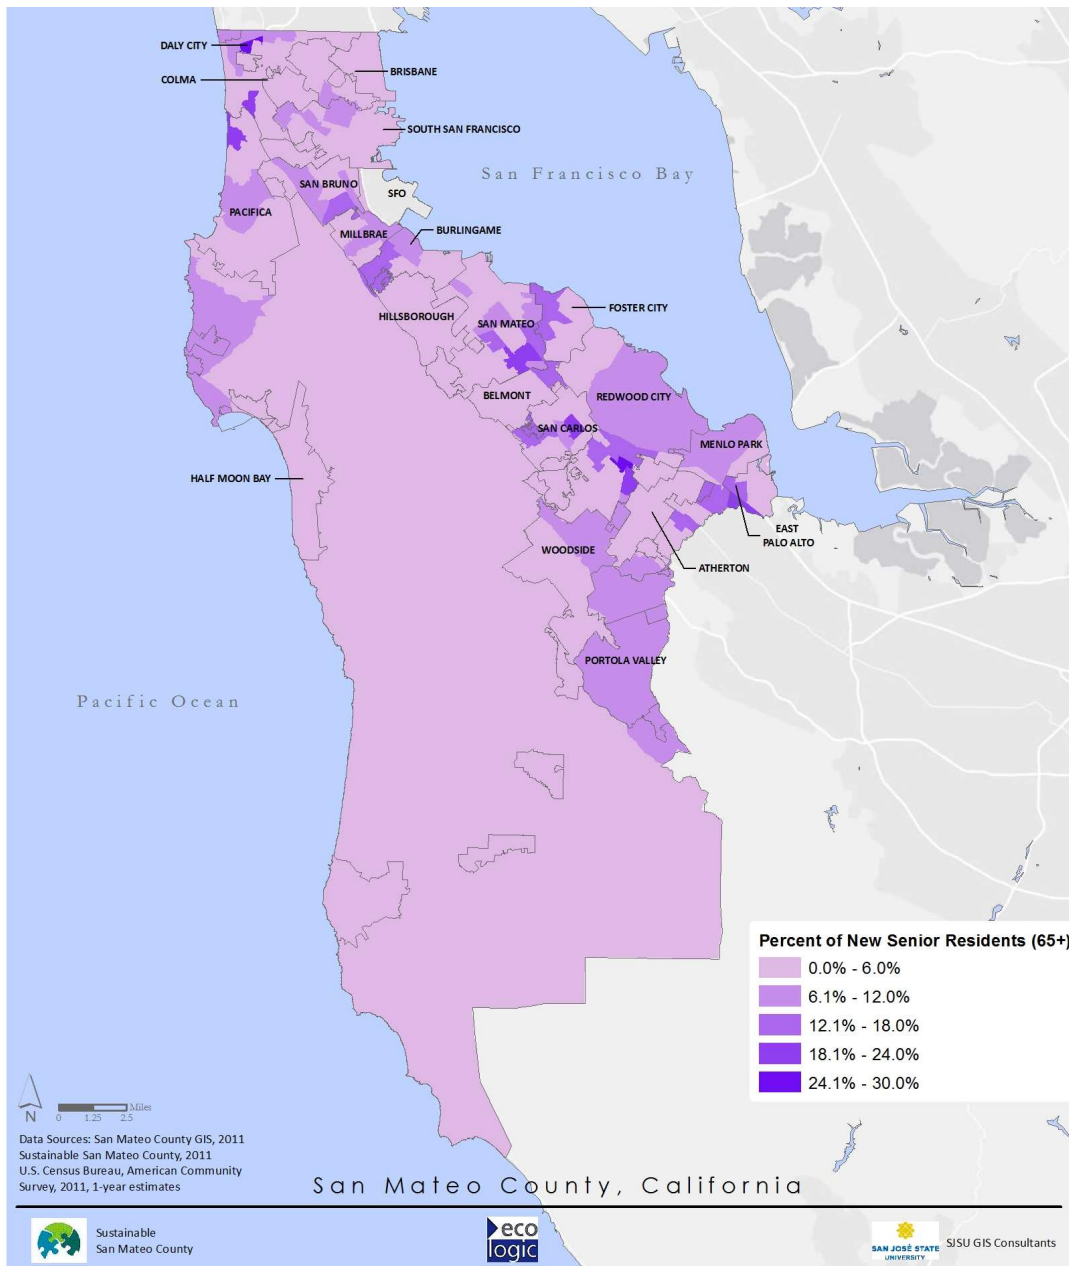 DALY CITY
COLMA
BRISBANE
SOUTH SAN FRANCISCO
San Francisco Bay
SAN BRUNO
SFO
PACIFICA
MILLBRAE
BURLINGAME
HILLSBOROUGH
SAN MATEO
FOSTER CITY
BELMONT
REDWOOD CITY
SAN CARLOS
MENLO PARK
HALF MOON BAY
EAST
PALO ALTO
WOODSIDE
ATHERTON
PORTOLA VALLEY
Pacific Ocean
Percent of New Senior Residents (65+)
0.0% - 6.0%
6.1% - 12.0%
12.1% - 18.0%
18.1% - 24.0%
24.1% - 30.0%
N
Miles
0 1.25 2.5
Data Sources: San Mateo County GIS, 2011
Sustainable San Mateo County, 2011
U.S. Census Bureau, American Community
Survey, 2011, 1-year estimates
San Mateo County, California
Sustainable
San Mateo County
eco
logic
SAN JOSÉ STATE
UNIVERSITY
SJSU GIS Consultants